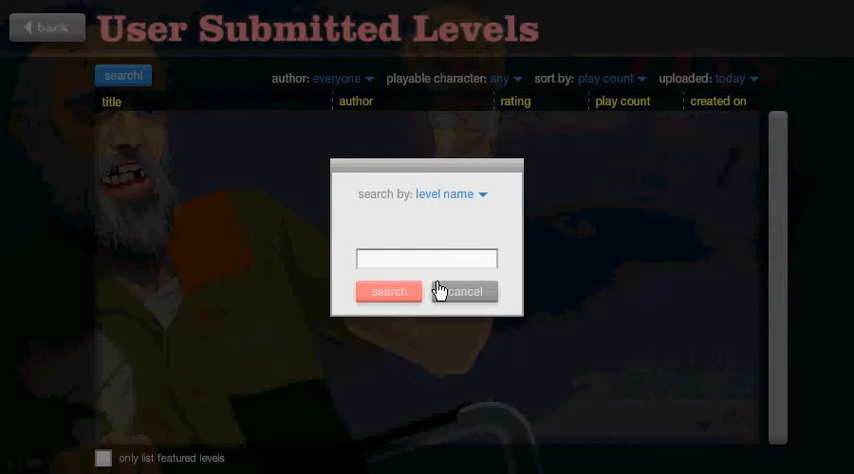 back User Submitted Levels
search! author: everyone playable character: any sort by: play count uploaded: today
title author rating play count created on
search by: level name
search cancel
only list featured levels